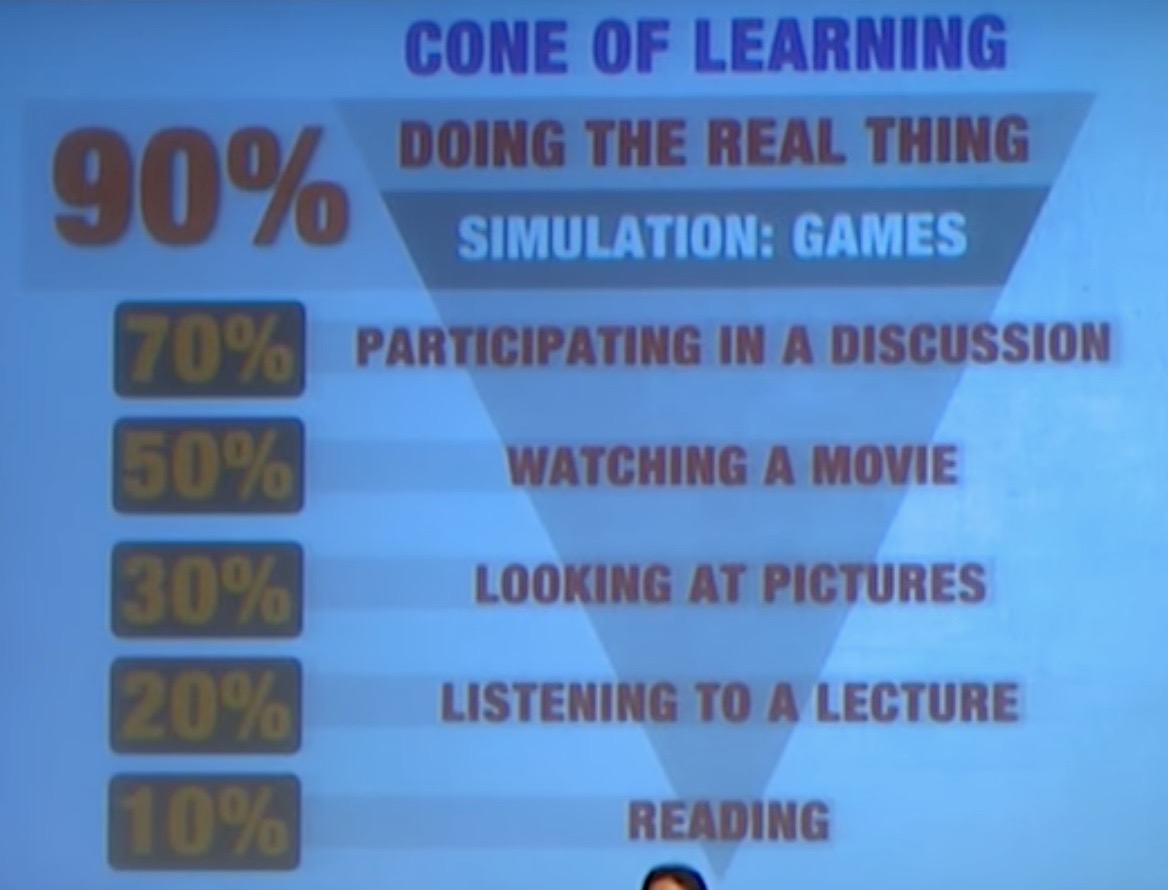 CONE OF LEARNING
90% DOING THE REAL THING
SIMULATION: GAMES
70% PARTICIPATING IN A DISCUSSION
50% WATCHING A MOVIE
30% LOOKING AT PICTURES
20% LISTENING TO A LECTURE
10% READING